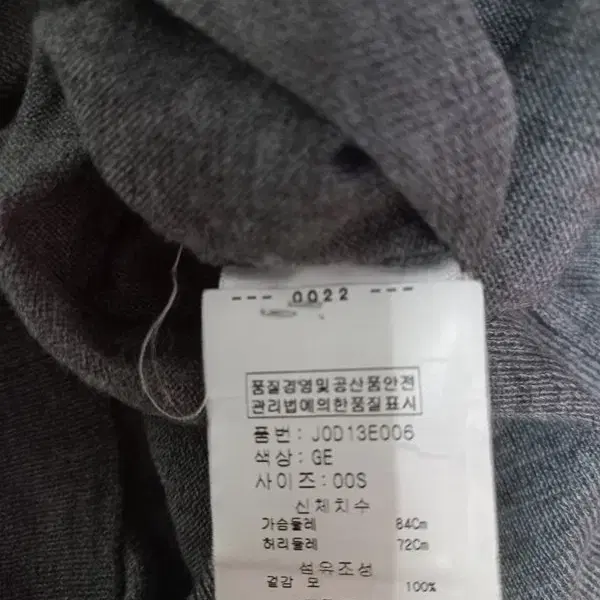 --- 0022 ---
품질경영및공산품안전
관리법에의한품질표시
품번: JOD13E006
색상: GE
사이즈: 00S
신체치수
가슴둘레 84Cm
허리둘레 72Cm
섬유조성
겉감 모 100%